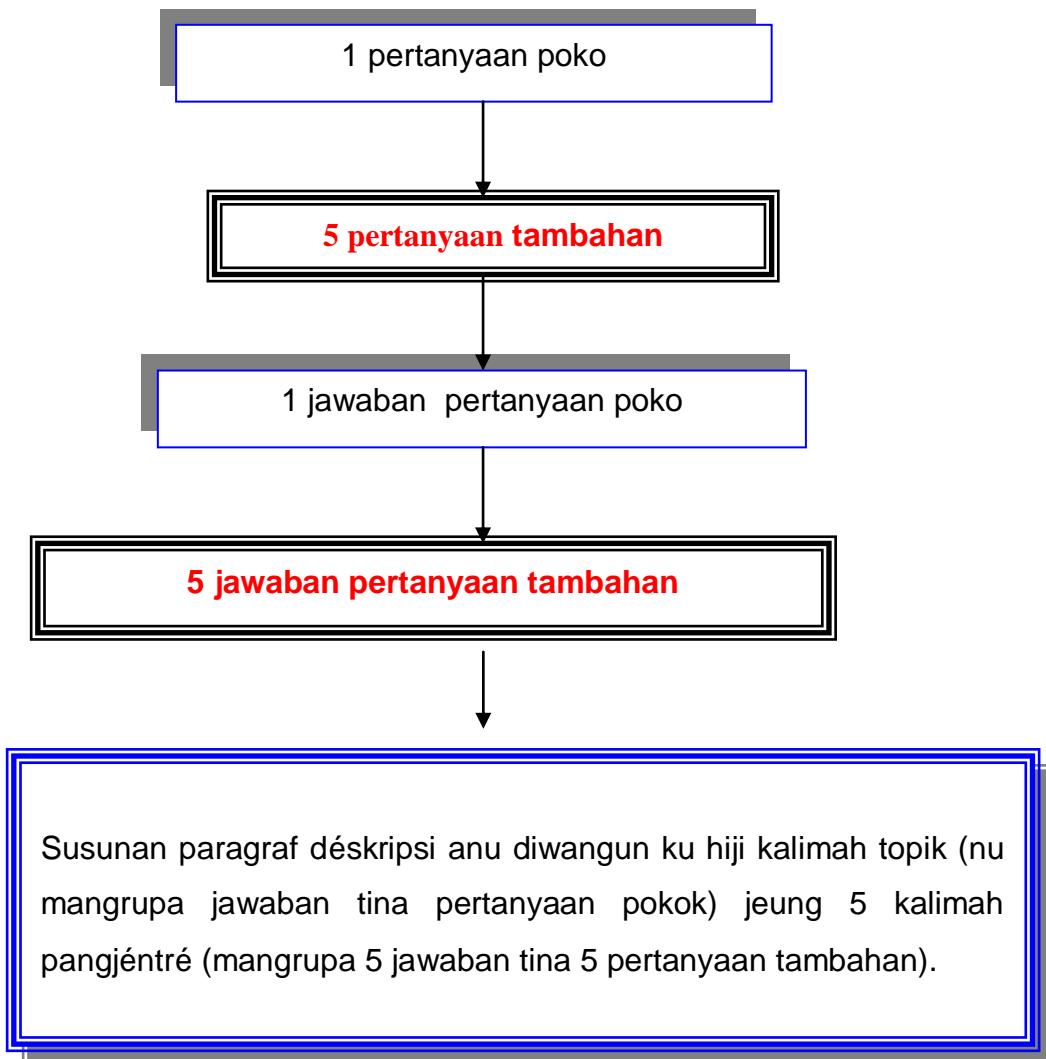 1 pertanyaan poko
5 pertanyaan tambahan
1 jawaban pertanyaan poko
5 jawaban pertanyaan tambahan
Susunan paragraf déskripsi anu diwangun ku hiji kalimah topik (nu
mangrupa jawaban tina pertanyaan pokok) jeung 5 kalimah
pangjéntré (mangrupa 5 jawaban tina 5 pertanyaan tambahan).